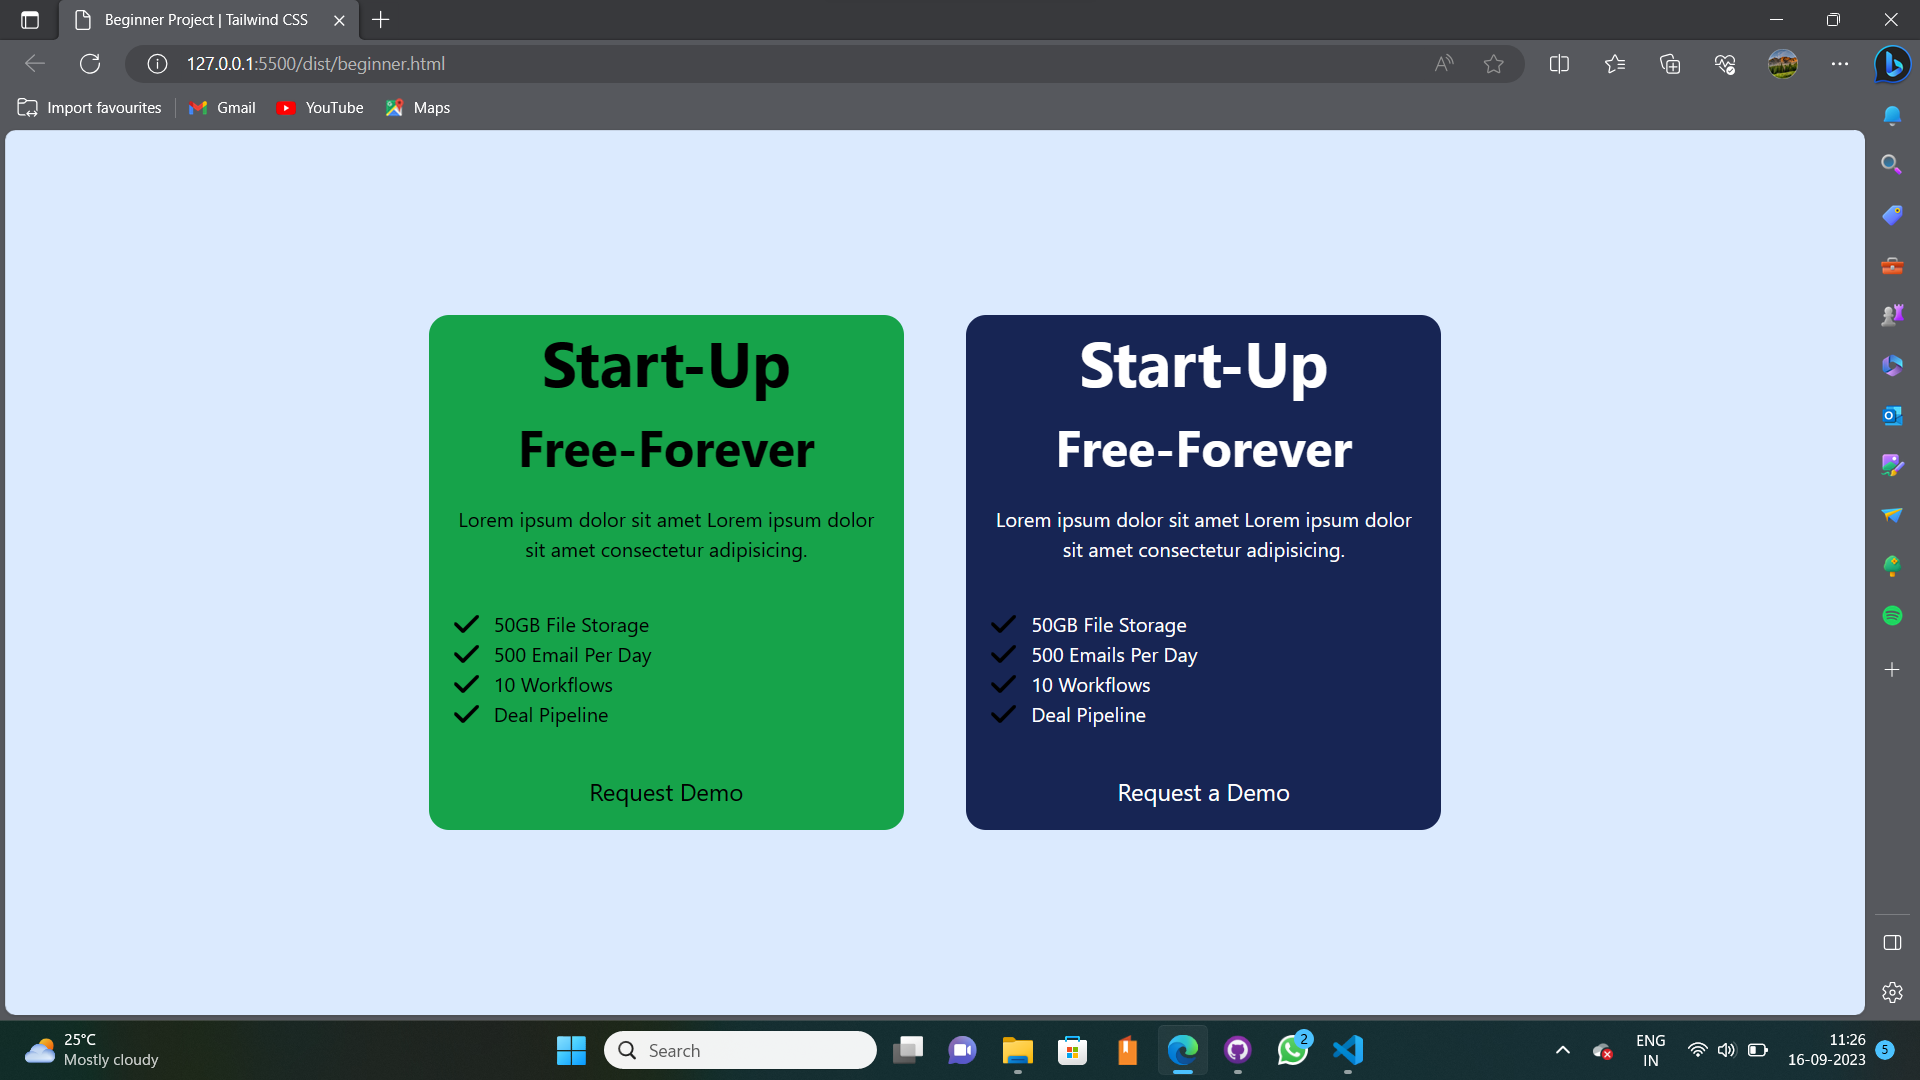 Beginner Project | Tailwind CSS
127.0.0.1:5500/dist/beginner.html
Import favourites
Gmail
YouTube
Maps
Start-Up
Free-Forever
Lorem ipsum dolor sit amet Lorem ipsum dolor
sit amet consectetur adipisicing.
50GB File Storage
500 Email Per Day
10 Workflows
Deal Pipeline
Request Demo
Start-Up
Free-Forever
Lorem ipsum dolor sit amet Lorem ipsum dolor
sit amet consectetur adipisicing.
50GB File Storage
500 Emails Per Day
10 Workflows
Deal Pipeline
Request a Demo
25°C
Mostly cloudy
Search
2
ENG
IN
11:26
16-09-2023
5